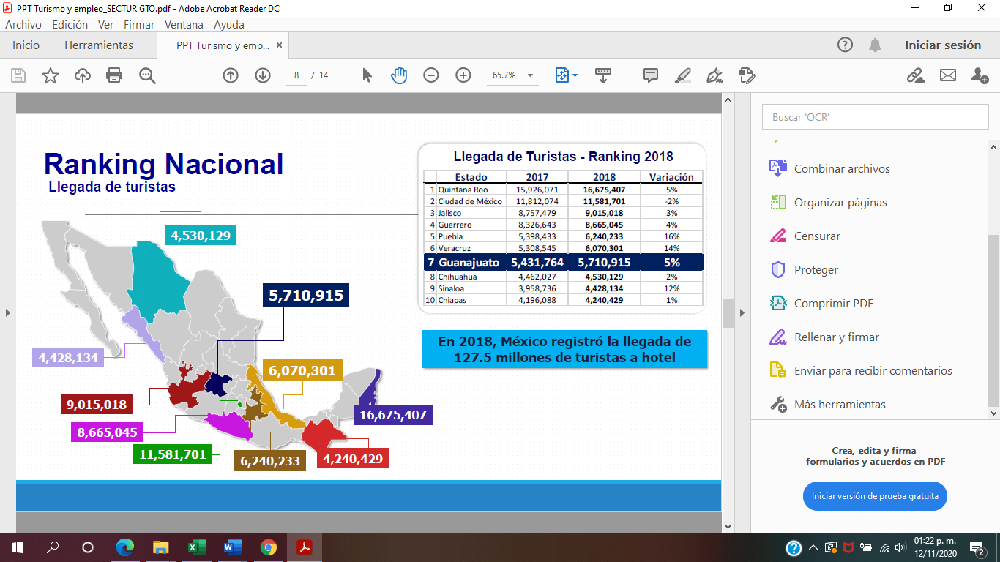 PPT Turismo y empleo_SECTUR GTO.pdf - Adobe Acrobat Reader DC
Archivo Edición Ver Firmar Ventana Ayuda
Inicio Herramientas PPT Turismo y emp... × Iniciar sesión
8 / 14 65.7%
Buscar 'OCR'
Combinar archivos
Organizar páginas
Censurar
Proteger
Comprimir PDF
Rellenar y firmar
Enviar para recibir comentarios
Más herramientas
Crea, edita y firma
formularios y acuerdos en PDF
Iniciar versión de prueba gratuita
Ranking Nacional
Llegada de turistas
Llegada de Turistas - Ranking 2018
Estado 2017 2018 Variación
1 Quintana Roo 15,926,071 16,675,407 5%
2 Ciudad de México 11,812,074 11,581,701 -2%
3 Jalisco 8,757,479 9,015,018 3%
4 Guerrero 8,326,643 8,665,045 4%
5 Puebla 5,398,433 6,240,233 16%
6 Veracruz 5,308,545 6,070,301 14%
7 Guanajuato 5,431,764 5,710,915 5%
8 Chihuahua 4,462,027 4,530,129 2%
9 Sinaloa 3,958,736 4,428,134 12%
10 Chiapas 4,196,088 4,240,429 1%
En 2018, México registró la llegada de
127.5 millones de turistas a hotel
4,530,129
5,710,915
4,428,134
6,070,301
9,015,018
16,675,407
8,665,045
11,581,701
6,240,233
4,240,429
01:22 p. m.
12/11/2020
2